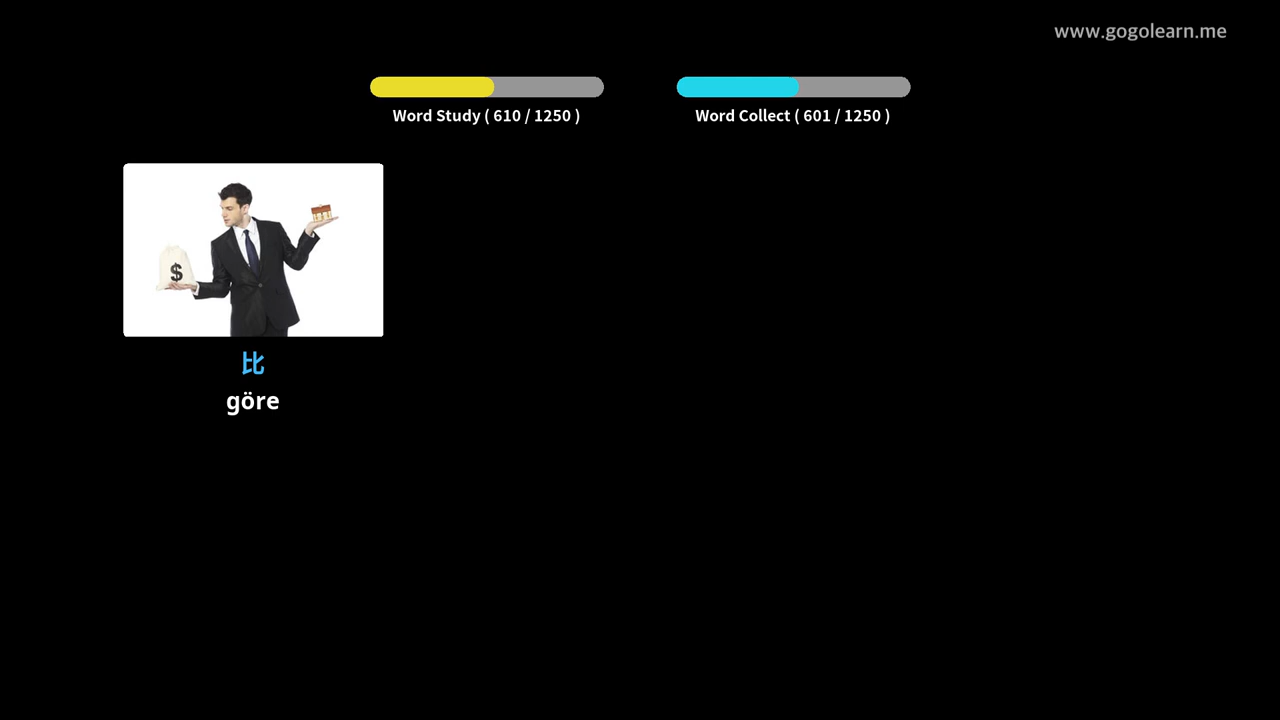 www.gogolearn.me
Word Study ( 610 / 1250 )
Word Collect ( 601 / 1250 )
$
比
göre